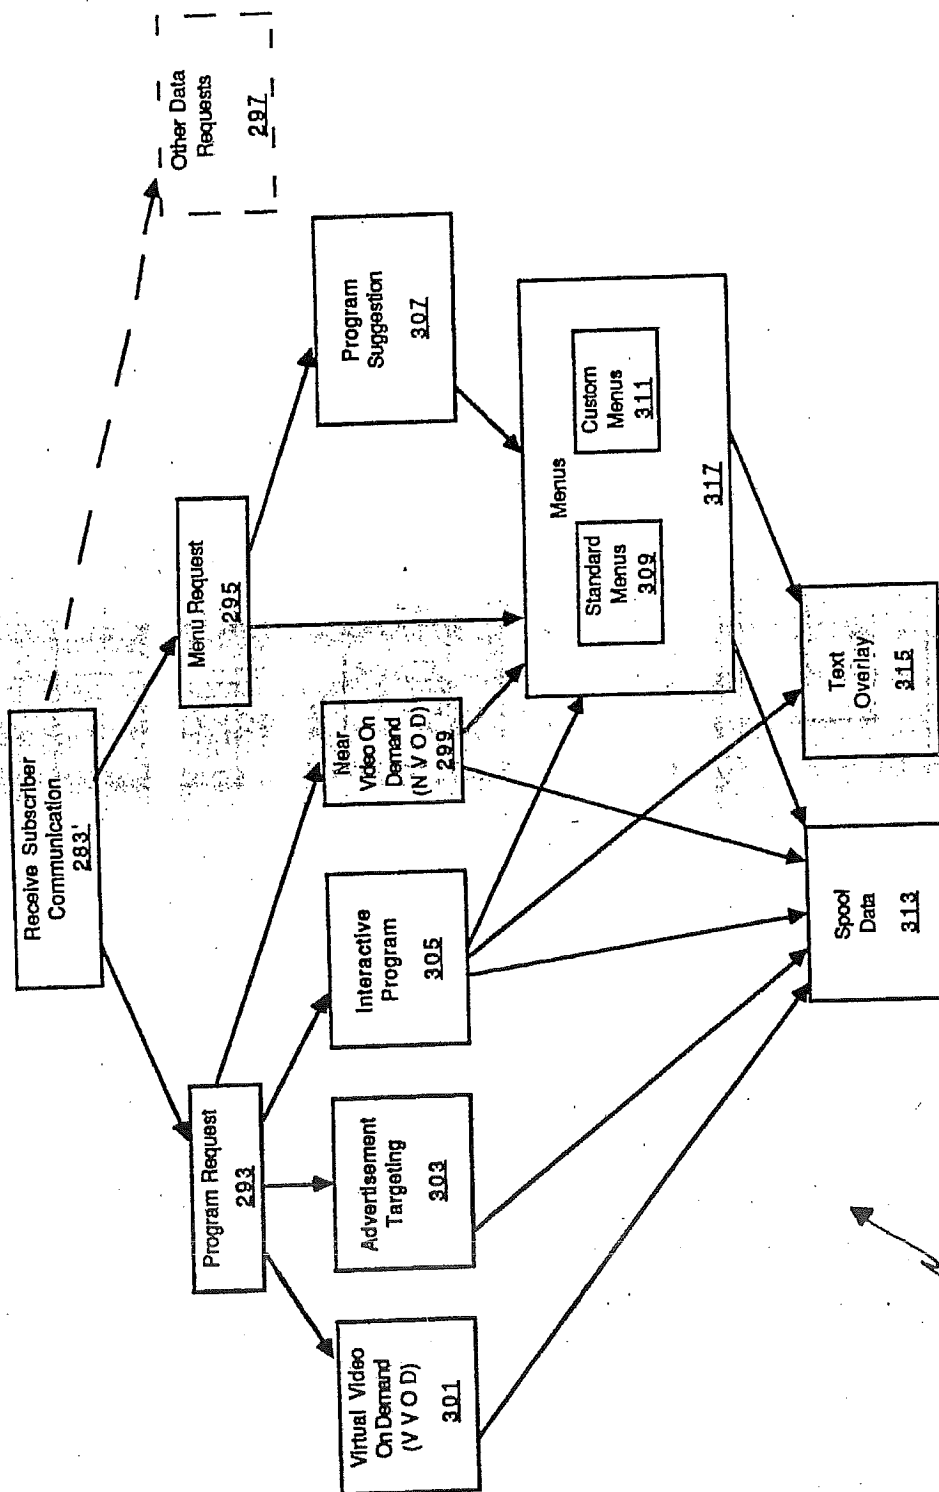 Receive Subscriber
Communication
283'
Other Data
Requests
297
Program Request
293
Menu Request
295
Virtual Video
On Demand
(V V O D)
301
Advertisement
Targeting
303
Interactive
Program
305
Near
Video On
Demand
(N V O D)
299
Program
Suggestion
307
Menus
Standard
Menus
309
Custom
Menus
311
317
Spool
Data
313
Text
Overlay
315